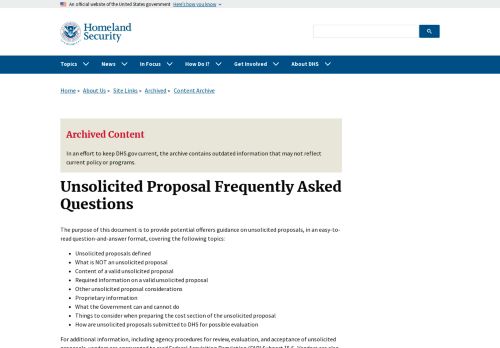 An official website of the United States government Here's how you know
Homeland
Security
Topics News In Focus How Do I? Get Involved About DHS
Home » About Us » Site Links » Archived » Content Archive
Archived Content
In an effort to keep DHS.gov current, the archive contains outdated information that may not reflect
current policy or programs.
Unsolicited Proposal Frequently Asked
Questions
The purpose of this document is to provide potential offerers guidance on unsolicited proposals, in an easy-to-
read question-and-answer format, covering the following topics:
Unsolicited proposals defined
What is NOT an unsolicited proposal
Content of a valid unsolicited proposal
Required information on a valid unsolicited proposal
Other unsolicited proposal considerations
Proprietary information
What the Government can and cannot do
Things to consider when preparing the cost section of the unsolicited proposal
How are unsolicited proposals submitted to DHS for possible evaluation
For additional information, including agency procedures for review, evaluation, and acceptance of unsolicited